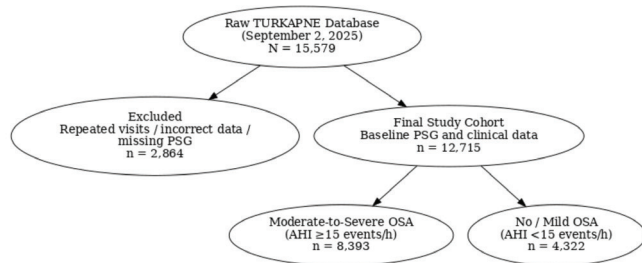 Raw TURKAPNE Database
(September 2, 2025)
N = 15,579
Excluded
Repeated visits / incorrect data /
missing PSG
n = 2,864
Final Study Cohort
Baseline PSG and clinical data
n = 12,715
Moderate-to-Severe OSA
(AHI ≥15 events/h)
n = 8,393
No / Mild OSA
(AHI <15 events/h)
n = 4,322